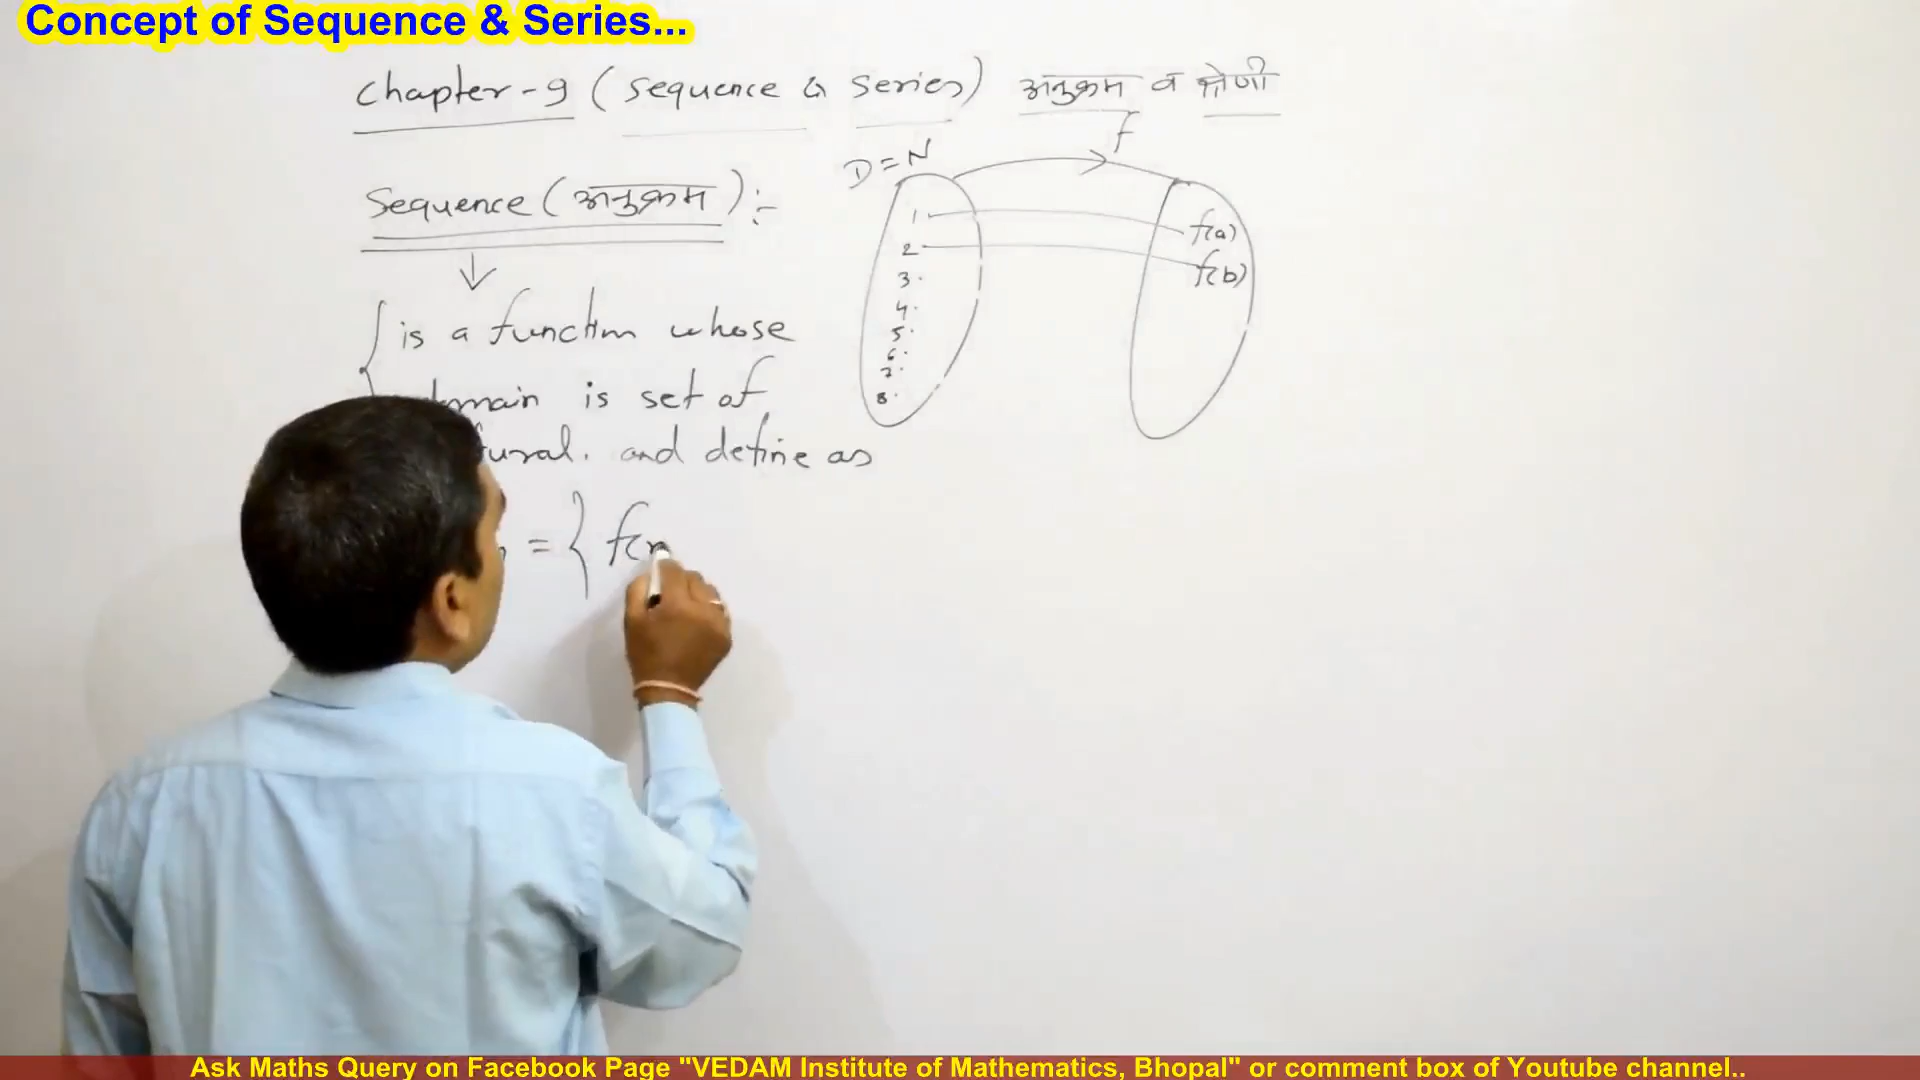 Concept of Sequence & Series...
Chapter-9 (Sequence & Series) अनुक्रम व श्रेणी
Sequence (अनुक्रम) :-
is a function whose
domain is set of
and define as
= { f(n
D = N
f
1
2
3
4
5
6
7
8
f(a)
f(b)
Ask Maths Query on Facebook Page "VEDAM Institute of Mathematics, Bhopal" or comment box of Youtube channel..